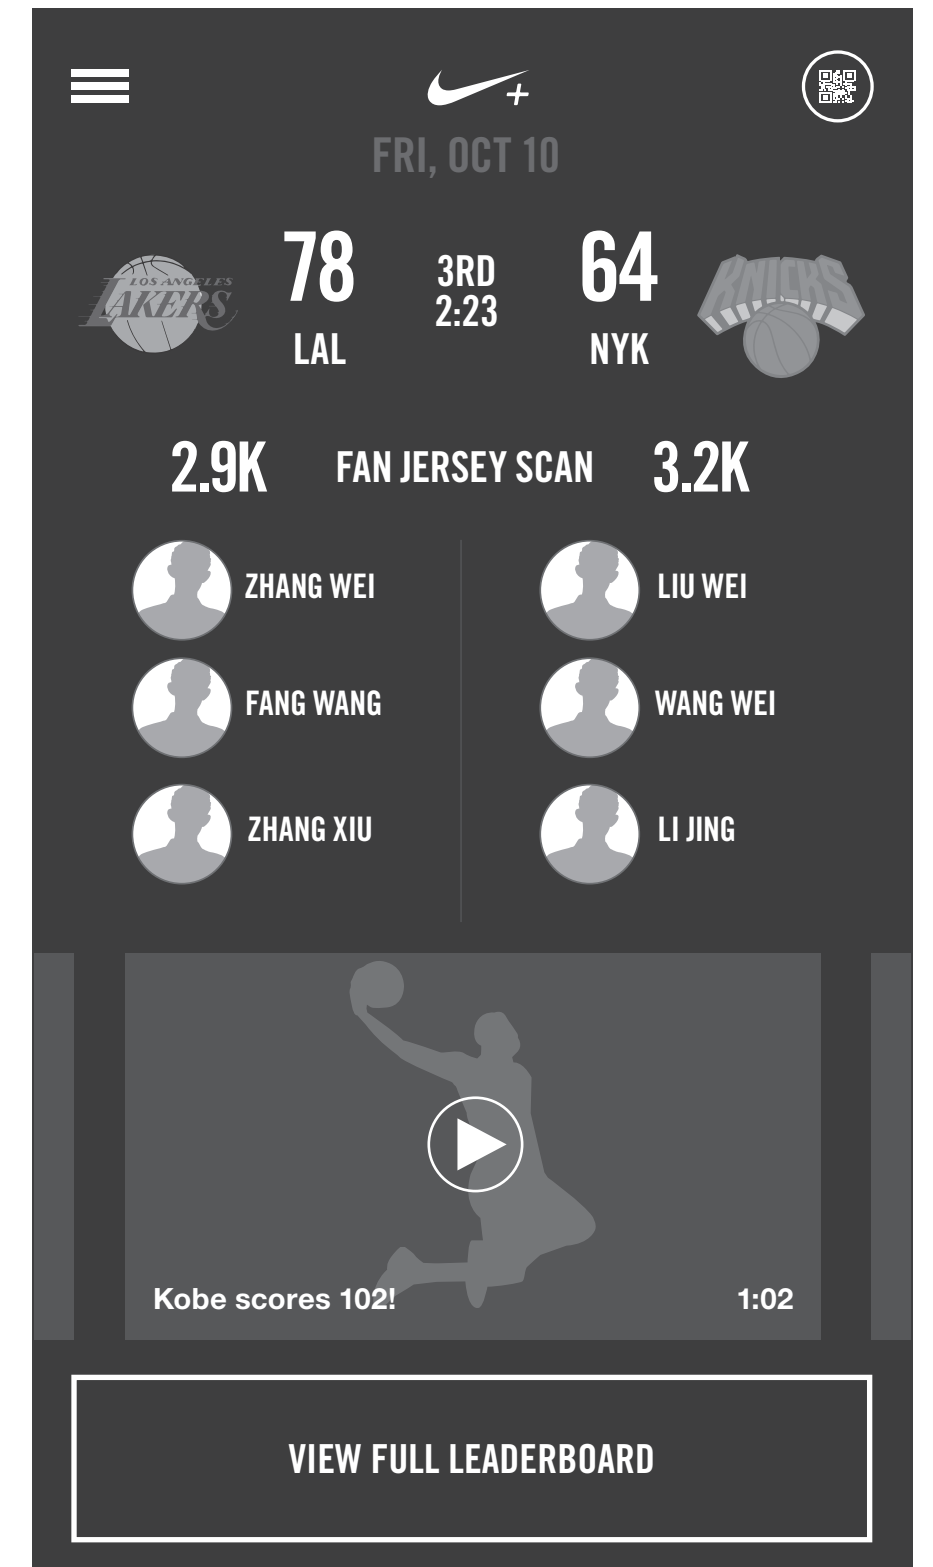 FRI, OCT 10
LOS ANGELES
LAKERS
78
LAL
3RD
2:23
64
NYK
KNICKS
2.9K FAN JERSEY SCAN 3.2K
ZHANG WEI
FANG WANG
ZHANG XIU
LIU WEI
WANG WEI
LI JING
Kobe scores 102! 1:02
VIEW FULL LEADERBOARD